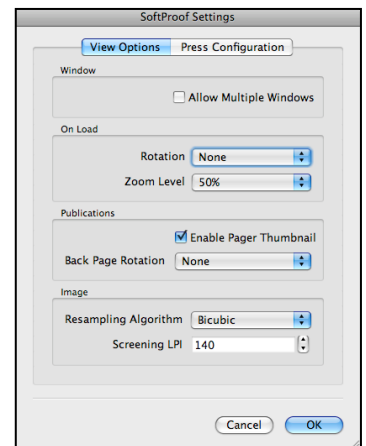 SoftProof Settings
View Options Press Configuration
Window
Allow Multiple Windows
On Load
Rotation None
Zoom Level 50%
Publications
Enable Pager Thumbnail
Back Page Rotation None
Image
Resampling Algorithm Bicubic
Screening LPI 140
Cancel OK